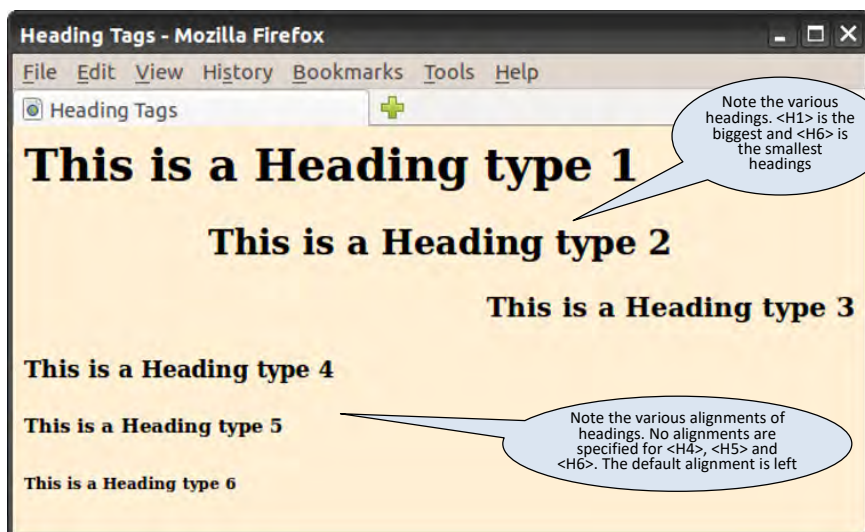 Heading Tags - Mozilla Firefox
File Edit View History Bookmarks Tools Help
Heading Tags
Note the various
headings. <H1> is the
biggest and <H6> is
the smallest
headings
This is a Heading type 1
This is a Heading type 2
This is a Heading type 3
This is a Heading type 4
This is a Heading type 5
This is a Heading type 6
Note the various alignments of
headings. No alignments are
specified for <H4>, <H5> and
<H6>. The default alignment is left